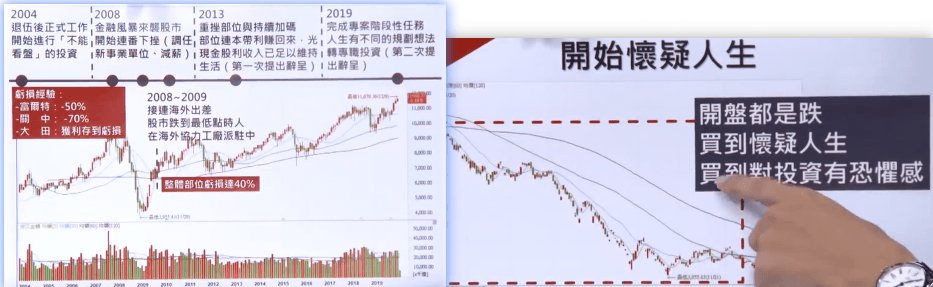 2004
退伍後正式工作
開始進行「不能
看盤」的投資
2008
金融風暴來襲股市
開始連番下挫（調任
新事業單位、減薪）
2013
重挫部位與持續加碼
部位連本帶利賺回來，光
現金股利收入已足以維持
生活（第一次提出辭呈）
2019
完成專案階段性任務
人生有不同的規劃想法
轉專職投資（第二次提
出辭呈）
虧損經驗：
-富爾特：-50%
-關　中：-70%
-大　田：獲利存到虧損
2008~2009
接連海外出差
股市跌到最低點時人
在海外協力工廠派駐中
整體部位虧損達40%
11,000.00
10,000.00
9,000.00
8,000.00
7,000.00
6,000.00
5,000.00
4,000.00
2004
2005
2006
2007
2008
2009
2010
2011
2012
2013
2014
2015
2016
2017
2018
2019
開始懷疑人生
開盤都是跌
買到懷疑人生
買到對投資有恐懼感